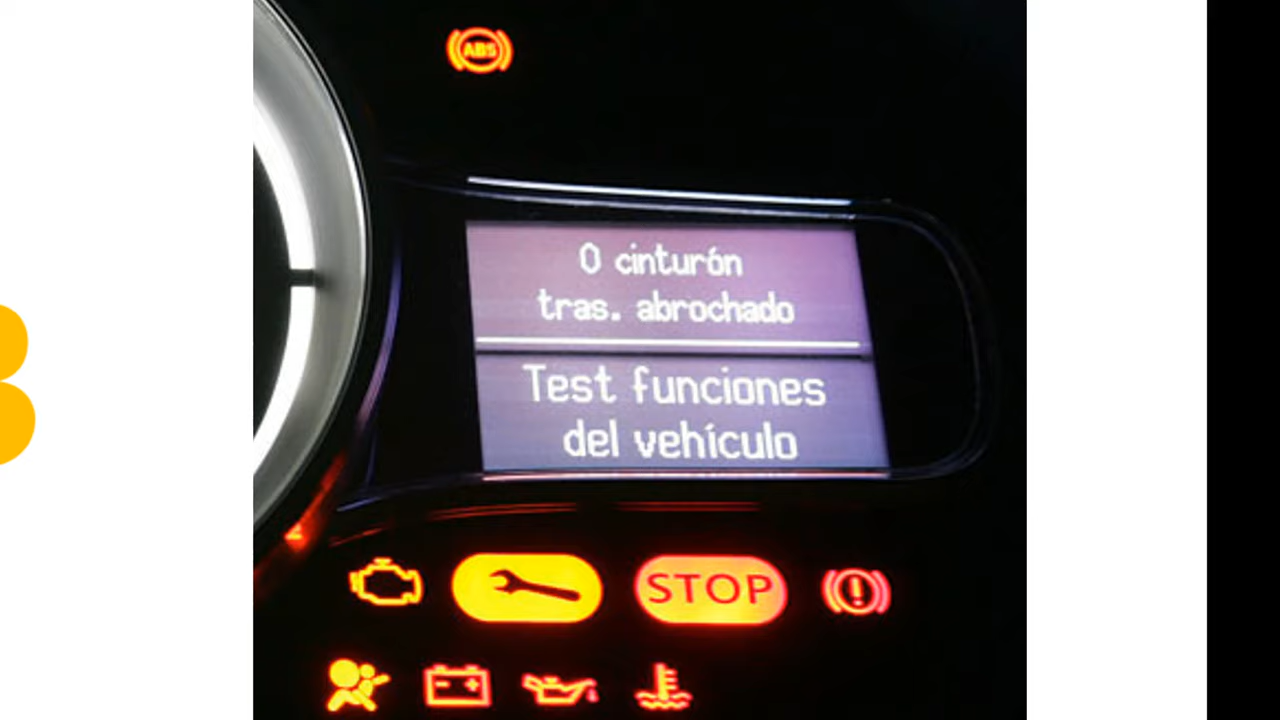 ABS
0 cinturón
tras. abrochado
Test funciones
del vehículo
STOP